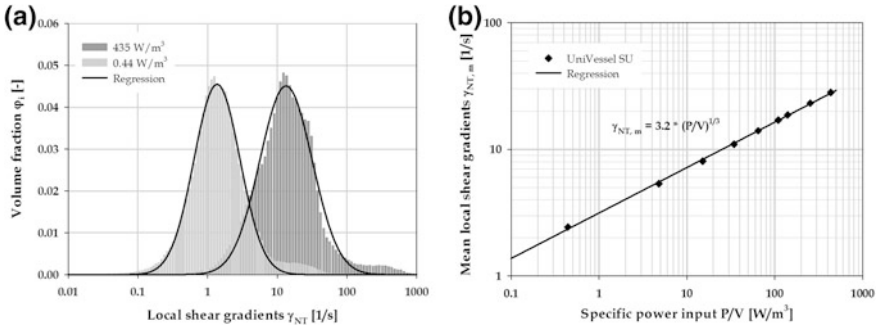 (a)
0.06
0.05
0.04
0.03
0.02
0.01
0.00
Volume fraction φi [-]
435 W/m³
0.44 W/m³
Regression
0.01
0.1
1
10
100
1000
Local shear gradients γNT [1/s]
(b)
100
10
1
Mean local shear gradients γNT, m [1/s]
UniVessel SU
Regression
γNT, m = 3.2 * (P/V)1/3
0.1
1
10
100
1000
Specific power input P/V [W/m³]